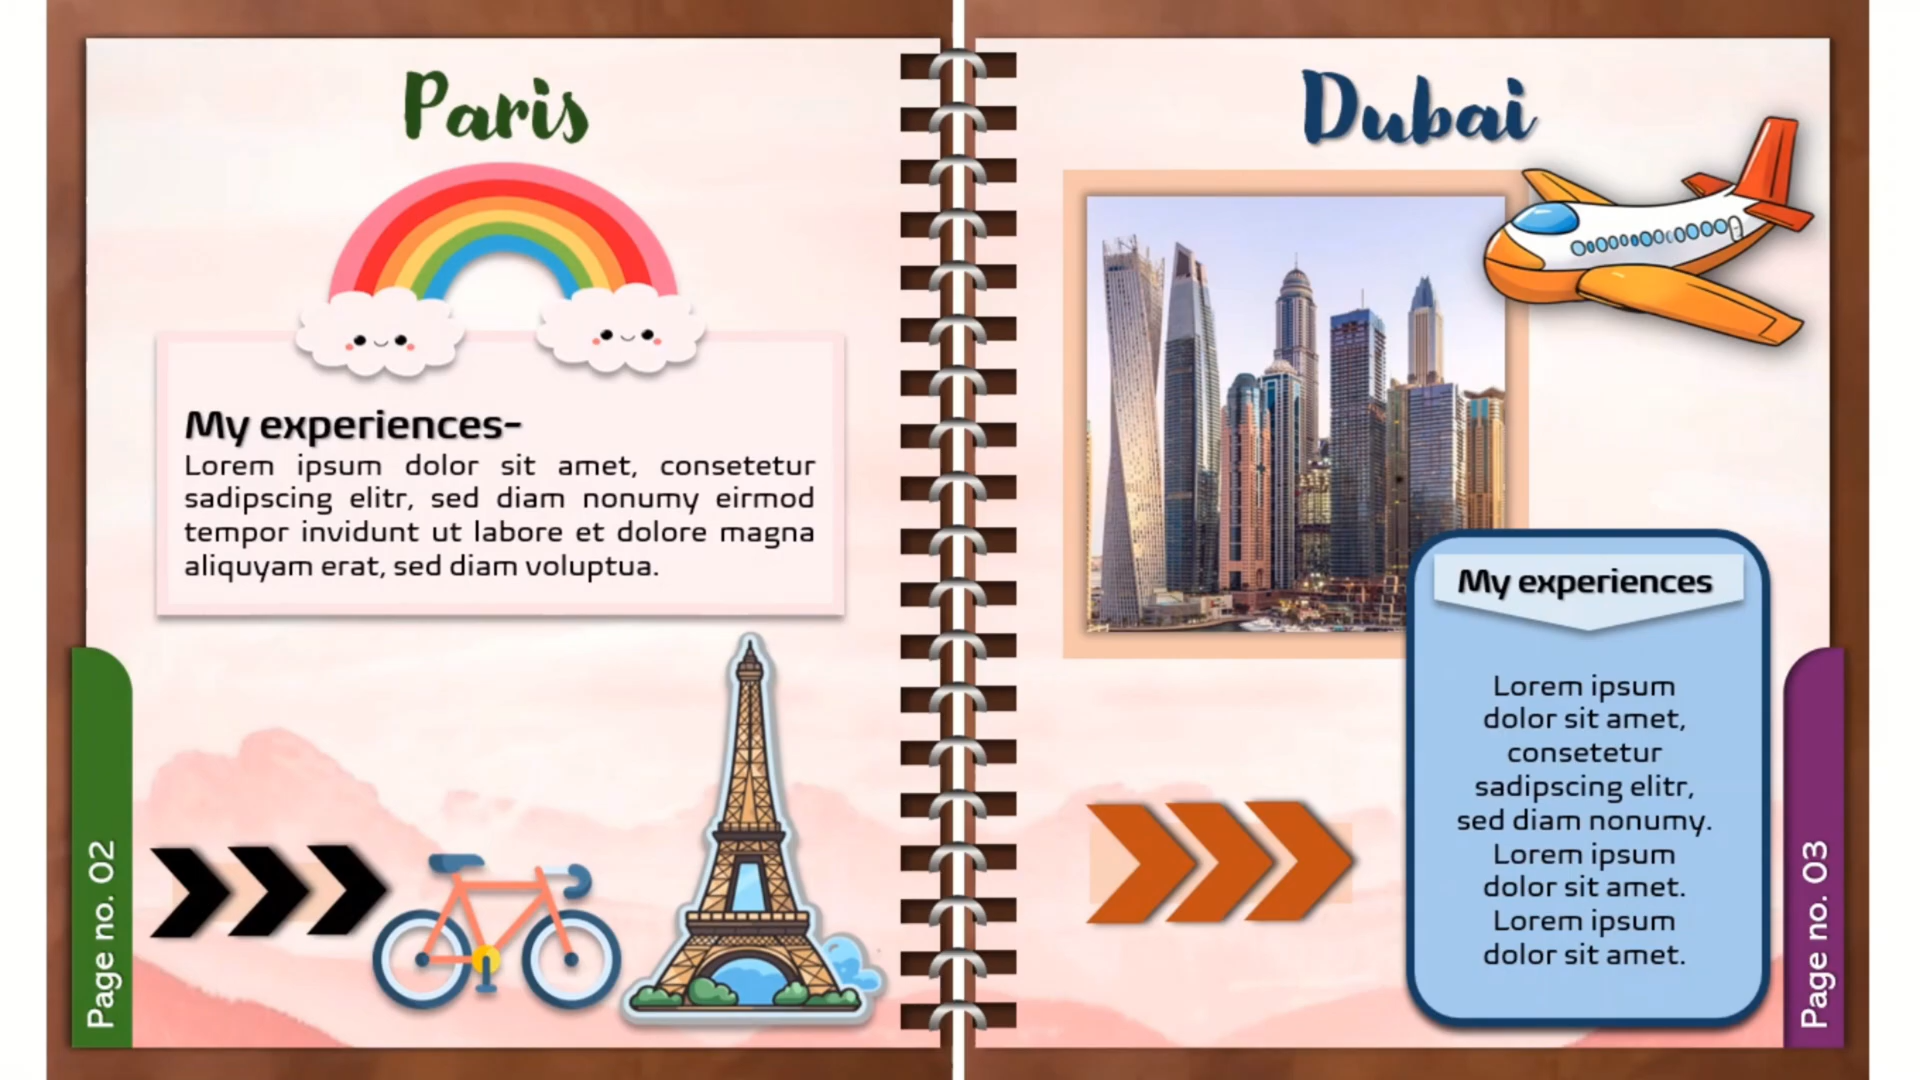 Paris
My experiences-
Lorem ipsum dolor sit amet, consetetur
sadipscing elitr, sed diam nonumy eirmod
tempor invidunt ut labore et dolore magna
aliquyam erat, sed diam voluptua.
Page no. 02
Dubai
My experiences
Lorem ipsum
dolor sit amet,
consetetur
sadipscing elitr,
sed diam nonumy.
Lorem ipsum
dolor sit amet.
Lorem ipsum
dolor sit amet.
Page no. 03